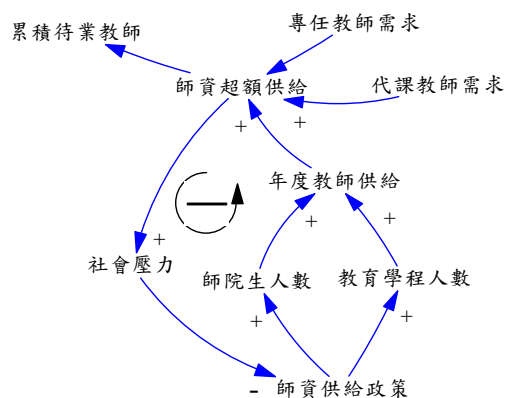 專任教師需求
累積待業教師
師資超額供給
代課教師需求
+
+
年度教師供給
+
+
+
社會壓力
師院生人數
教育學程人數
+
+
- 師資供給政策